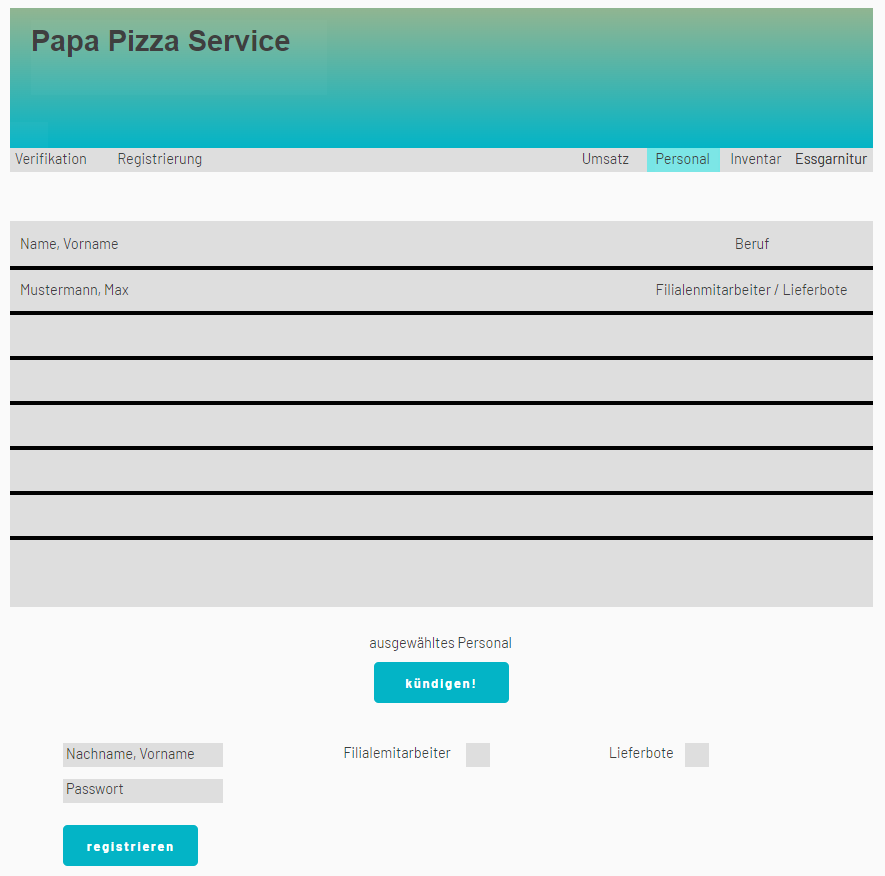 Papa Pizza Service
Verifikation Registrierung Umsatz Personal Inventar Essgarnitur
Name, Vorname Beruf
Mustermann, Max Filialenmitarbeiter / Lieferbote
ausgewähltes Personal
kündigen!
Nachname, Vorname Filialemitarbeiter Lieferbote
Passwort
registrieren